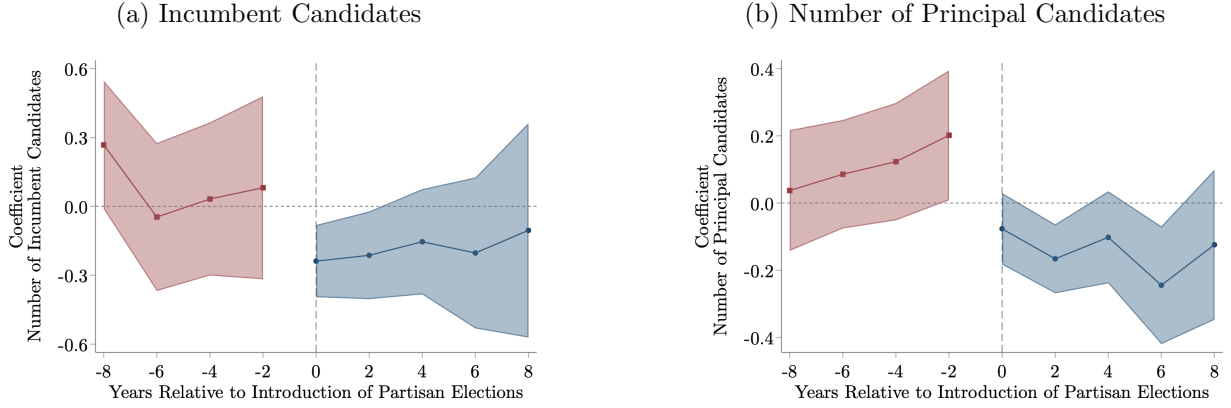 (a) Incumbent Candidates
Coefficient
Number of Incumbent Candidates
0.6
0.3
0.0
-0.3
-0.6
-8 -6 -4 -2 0 2 4 6 8
Years Relative to Introduction of Partisan Elections
(b) Number of Principal Candidates
Coefficient
Number of Principal Candidates
0.4
0.2
0.0
-0.2
-0.4
-8 -6 -4 -2 0 2 4 6 8
Years Relative to Introduction of Partisan Elections